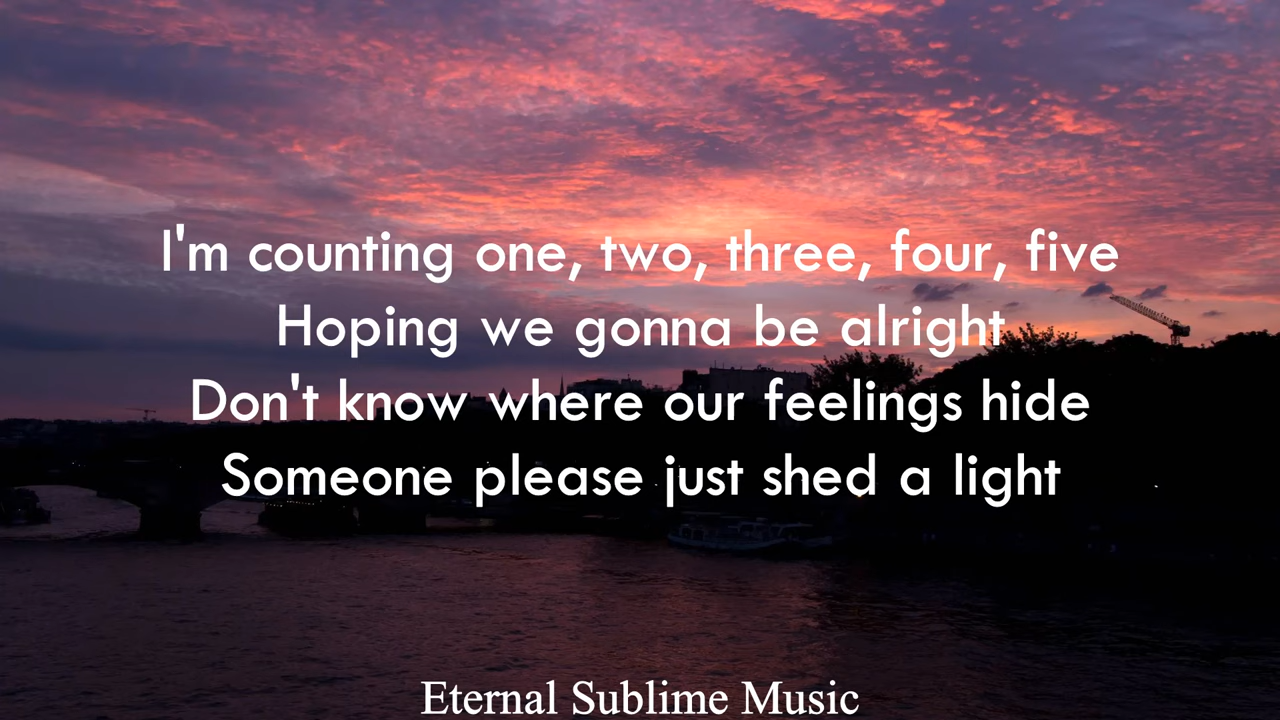 I'm counting one, two, three, four, five
Hoping we gonna be alright
Don't know where our feelings hide
Someone please just shed a light
Eternal Sublime Music